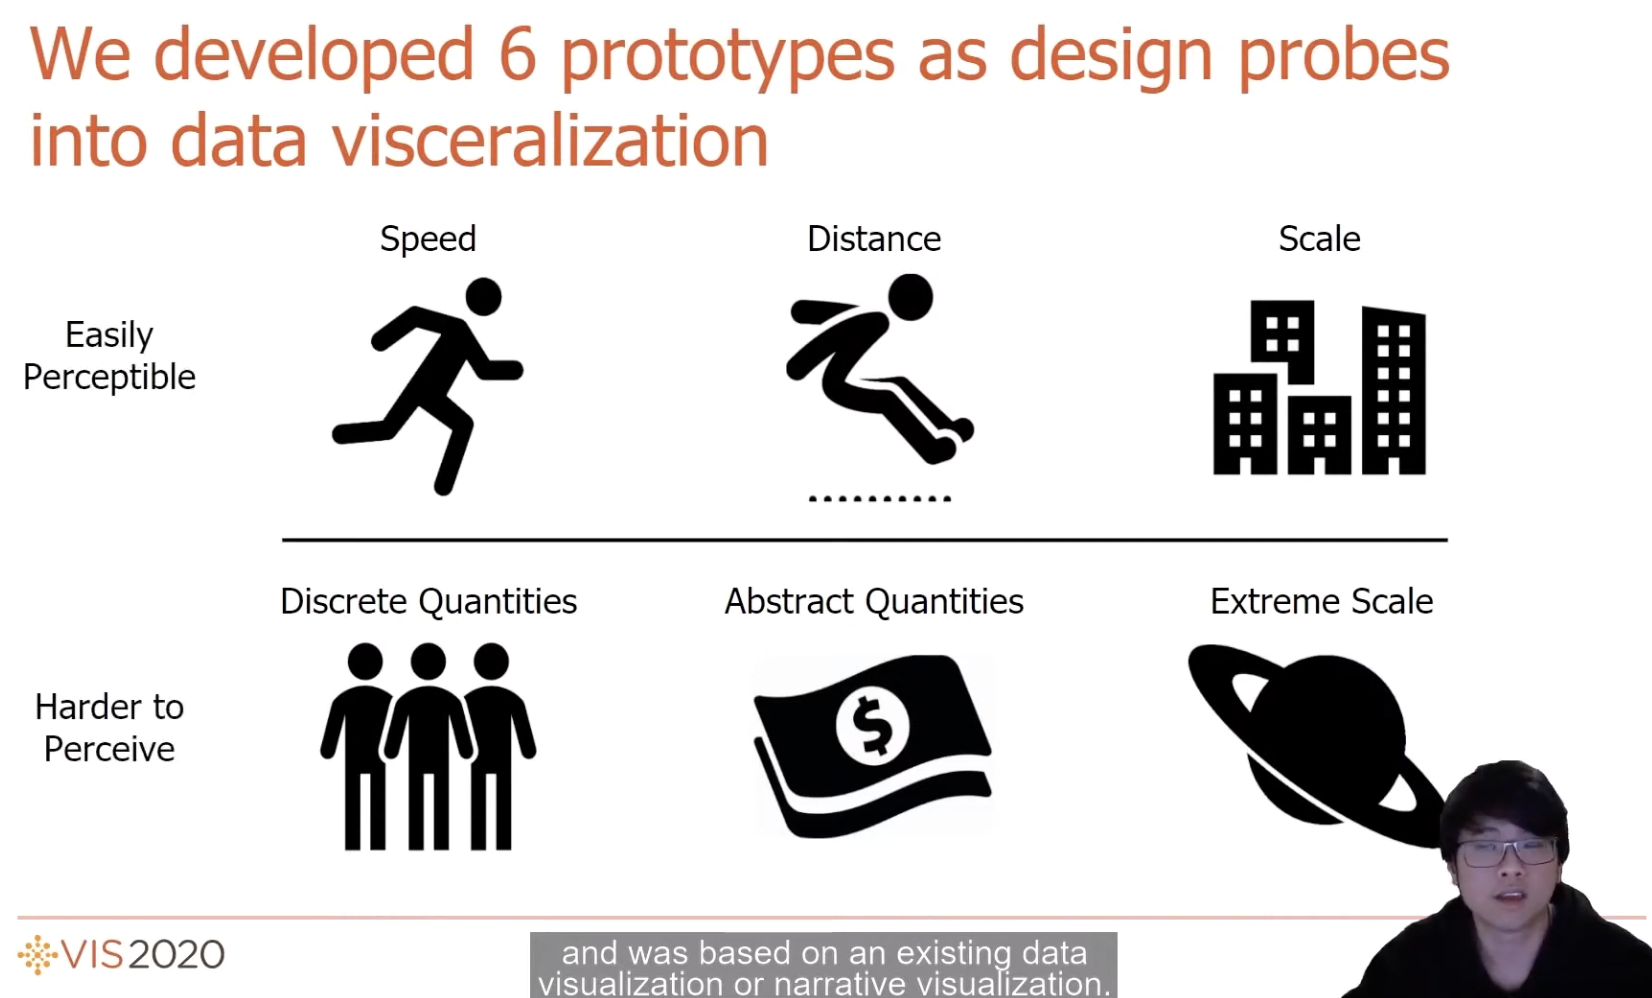 We developed 6 prototypes as design probes
into data visceralization
Speed
Distance
Scale
Easily
Perceptible
Discrete Quantities
Abstract Quantities
Extreme Scale
Harder to
Perceive
$
VIS2020
and was based on an existing data
visualization or narrative visualization.